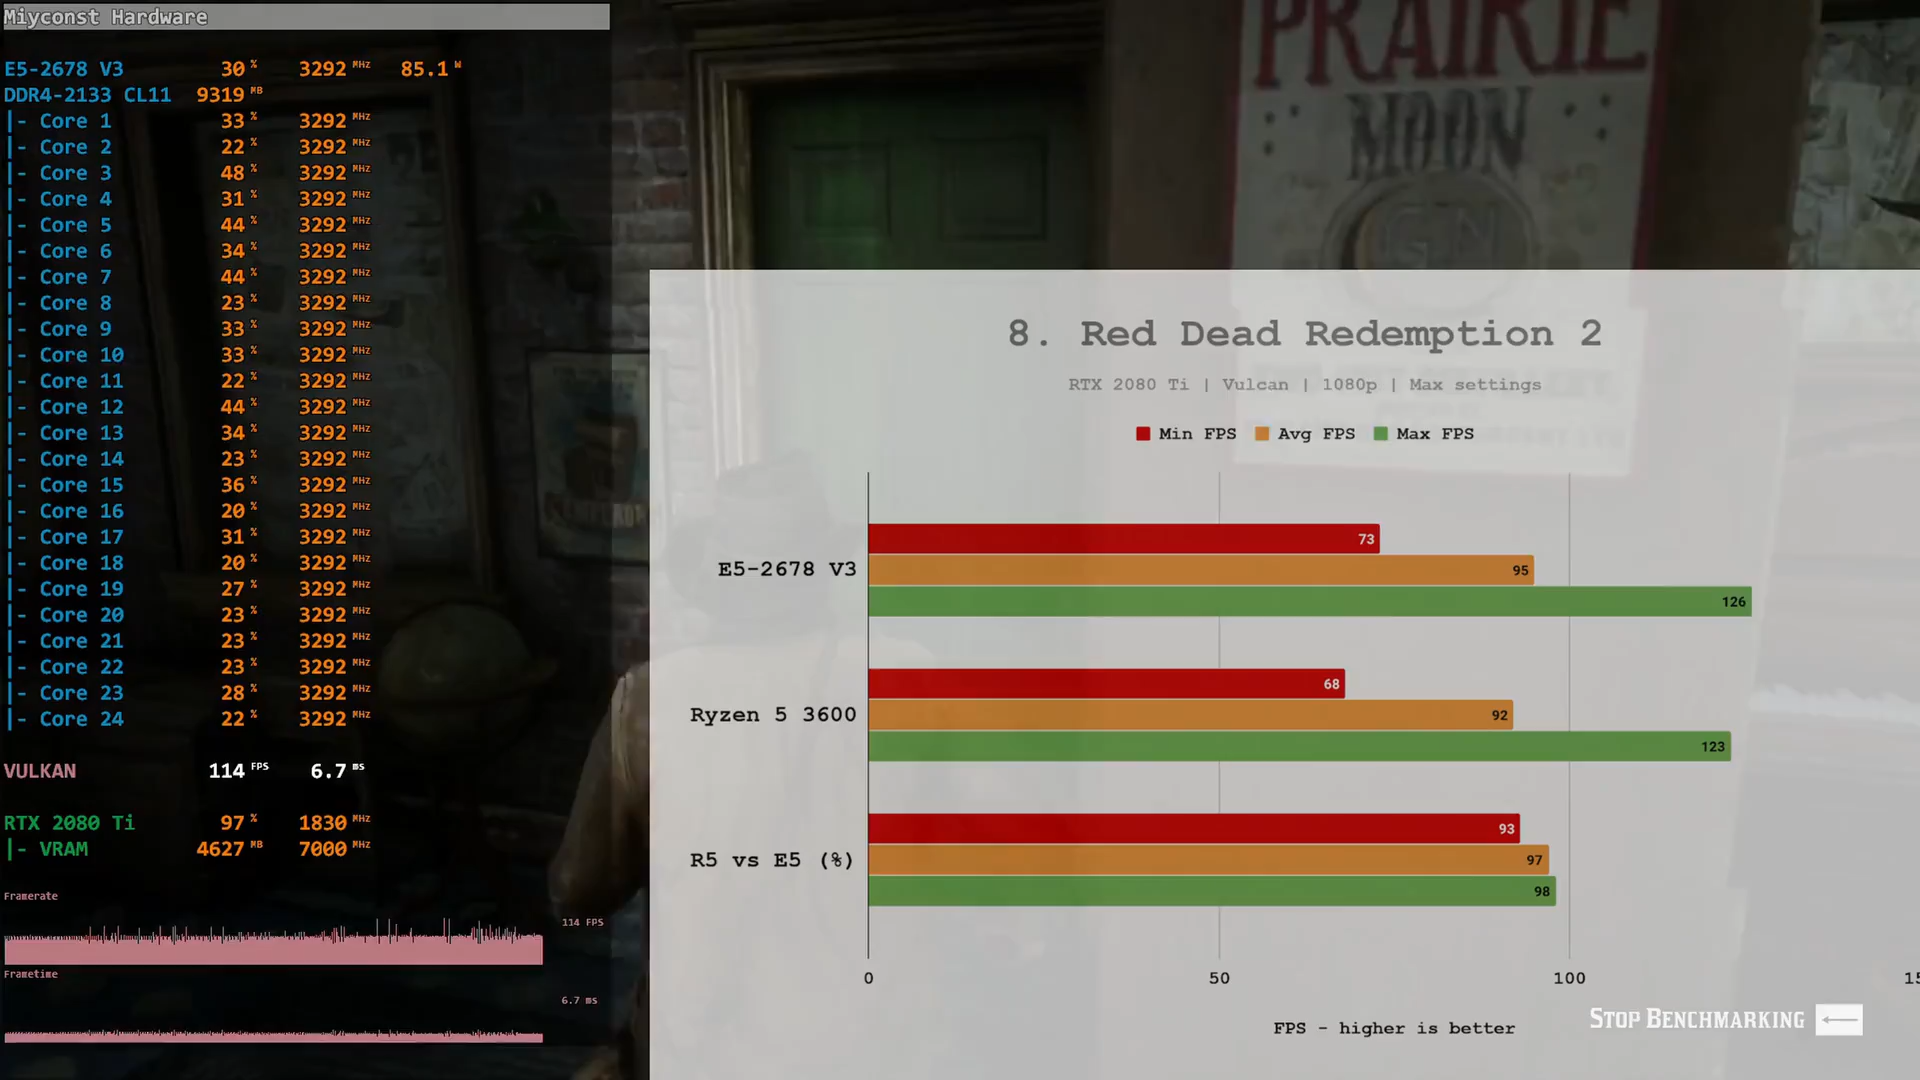 Miyconst Hardware
E5-2678 V3 30 % 3292 MHz 85.1 W
DDR4-2133 CL11 9319 MB
|- Core 1 33 % 3292 MHz
|- Core 2 22 % 3292 MHz
|- Core 3 48 % 3292 MHz
|- Core 4 31 % 3292 MHz
|- Core 5 44 % 3292 MHz
|- Core 6 34 % 3292 MHz
|- Core 7 44 % 3292 MHz
|- Core 8 23 % 3292 MHz
|- Core 9 33 % 3292 MHz
|- Core 10 33 % 3292 MHz
|- Core 11 22 % 3292 MHz
|- Core 12 44 % 3292 MHz
|- Core 13 34 % 3292 MHz
|- Core 14 23 % 3292 MHz
|- Core 15 36 % 3292 MHz
|- Core 16 20 % 3292 MHz
|- Core 17 31 % 3292 MHz
|- Core 18 20 % 3292 MHz
|- Core 19 27 % 3292 MHz
|- Core 20 23 % 3292 MHz
|- Core 21 23 % 3292 MHz
|- Core 22 23 % 3292 MHz
|- Core 23 28 % 3292 MHz
|- Core 24 22 % 3292 MHz
VULKAN 114 FPS 6.7 ms
RTX 2080 Ti 97 % 1830 MHz
|- VRAM 4627 MB 7000 MHz
Framerate
114 FPS
Frametime
6.7 ms
PRAIRIE
MOON
GIN
8. Red Dead Redemption 2
RTX 2080 Ti | Vulcan | 1080p | Max settings
Min FPS Avg FPS Max FPS
E5-2678 V3
73
95
126
Ryzen 5 3600
68
92
123
R5 vs E5 (%)
93
97
98
0 50 100
FPS - higher is better
STOP BENCHMARKING